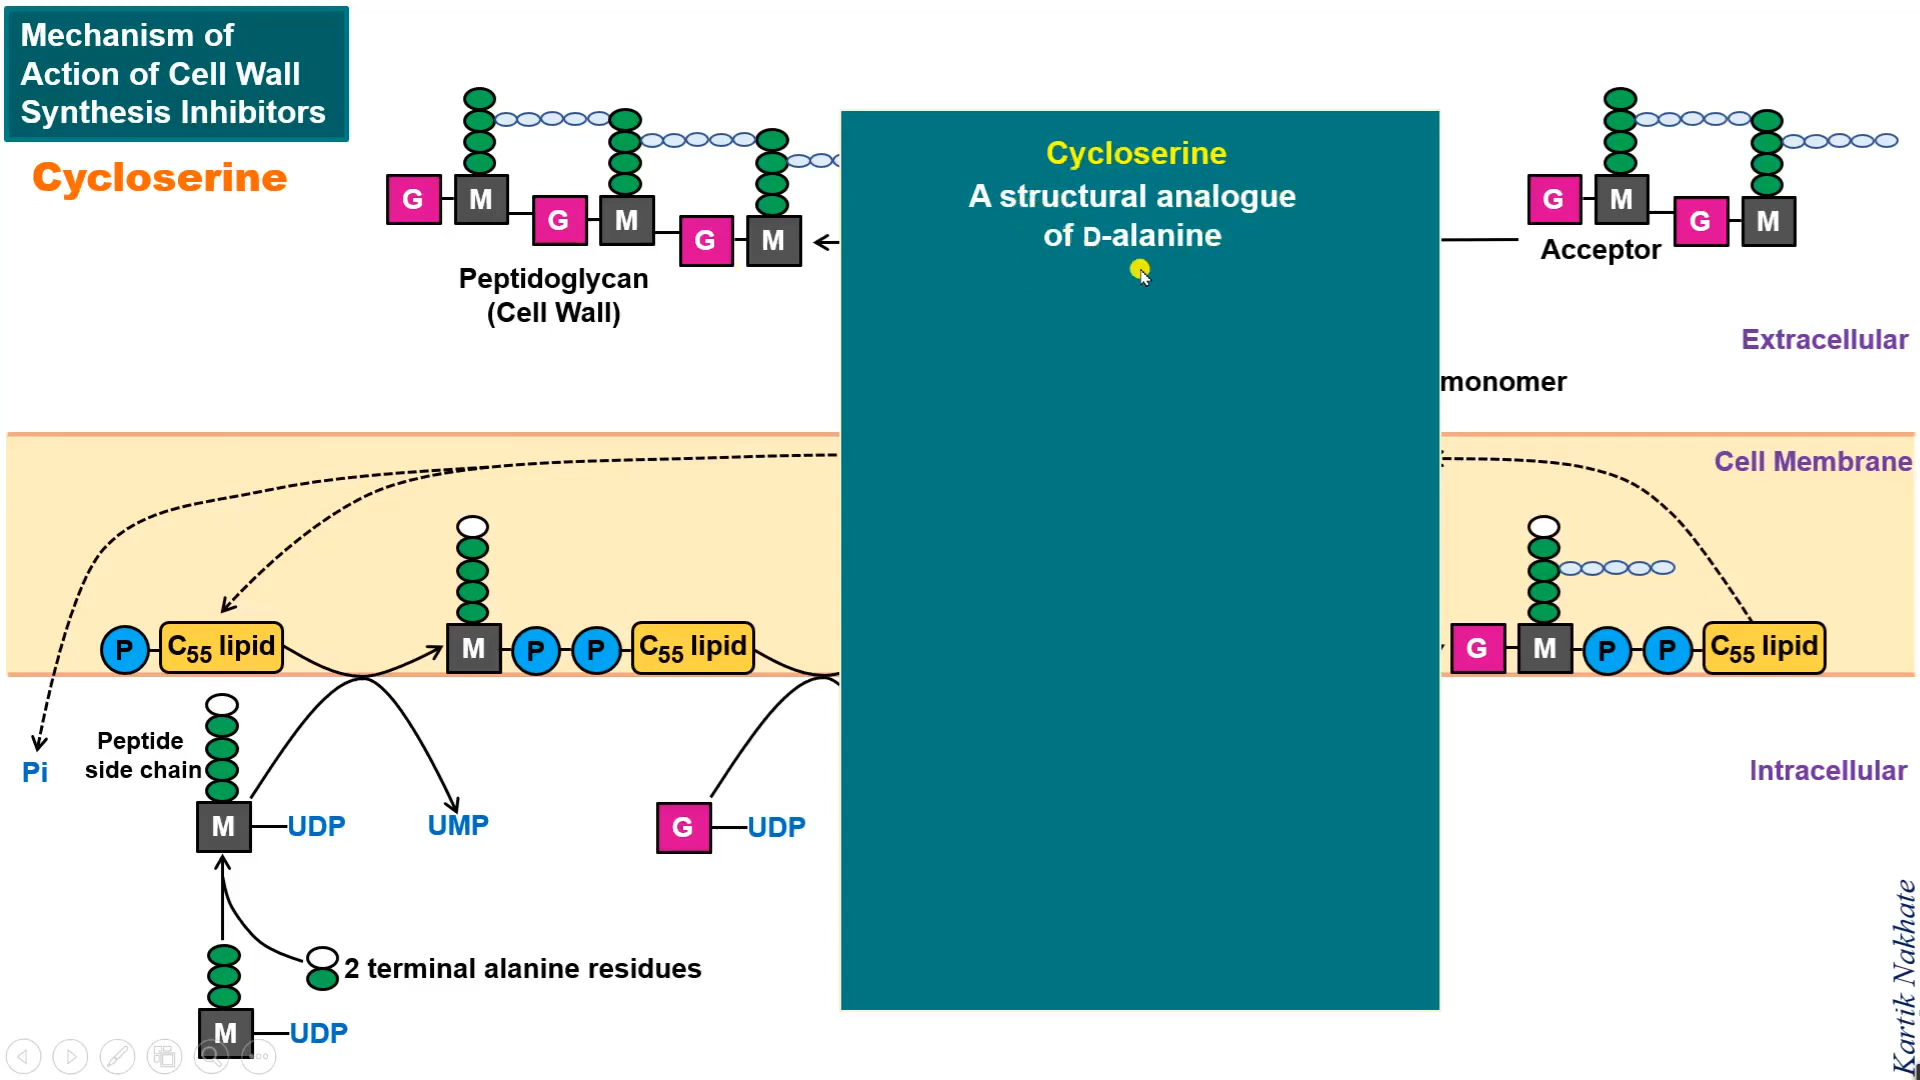 Mechanism of
Action of Cell Wall
Synthesis Inhibitors
Cycloserine
G M G M G M
Peptidoglycan
(Cell Wall)
Cycloserine
A structural analogue
of D-alanine
G M G M
Acceptor
Extracellular
monomer
Cell Membrane
P C55 lipid
M P P C55 lipid
G M P P C55 lipid
Peptide
side chain
Pi
M UDP
UMP
G UDP
Intracellular
2 terminal alanine residues
M UDP
Kartik Nakhate